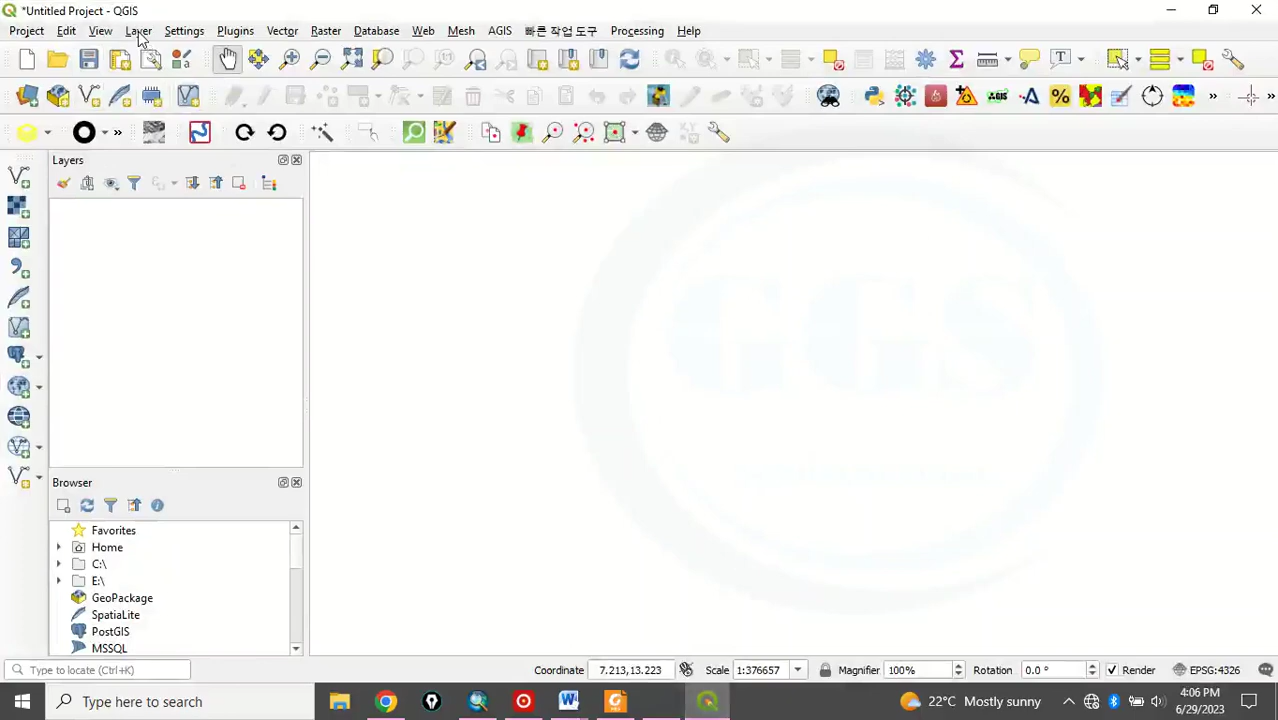 *Untitled Project - QGIS
Project Edit View Layer Settings Plugins Vector Raster Database Web Mesh AGIS 빠른 작업 도구 Processing Help
Layers
Browser
Favorites
Home
C:\
E:\
GeoPackage
SpatiaLite
PostGIS
MSSQL
GGS
Type to locate (Ctrl+K) Coordinate 7.213,13.223 Scale 1:376657 Magnifier 100% Rotation 0.0 ° Render EPSG:4326
Type here to search 22°C Mostly sunny 4:06 PM
6/29/2023